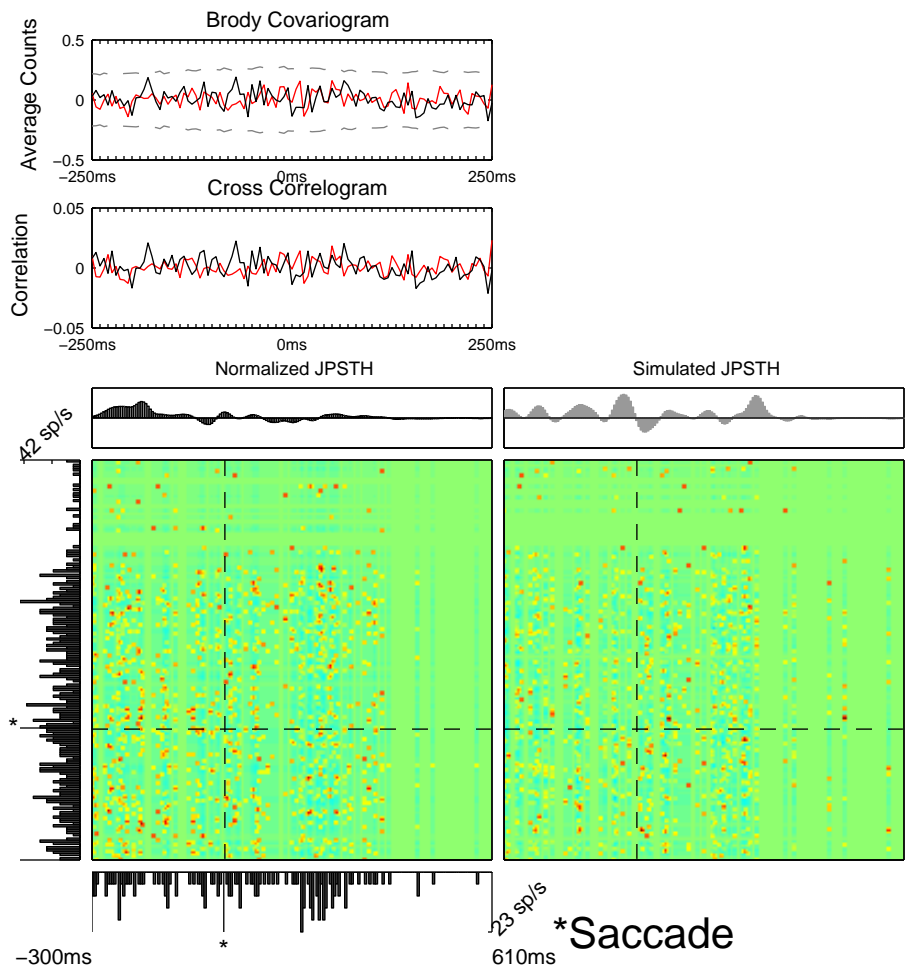 Brody Covariogram
Average Counts
0.5
0
−0.5
−250ms
0ms
250ms
Cross Correlogram
Correlation
0.05
0
−0.05
−250ms
0ms
250ms
Normalized JPSTH
Simulated JPSTH
42 sp/s
*
*
23 sp/s
*Saccade
−300ms
610ms